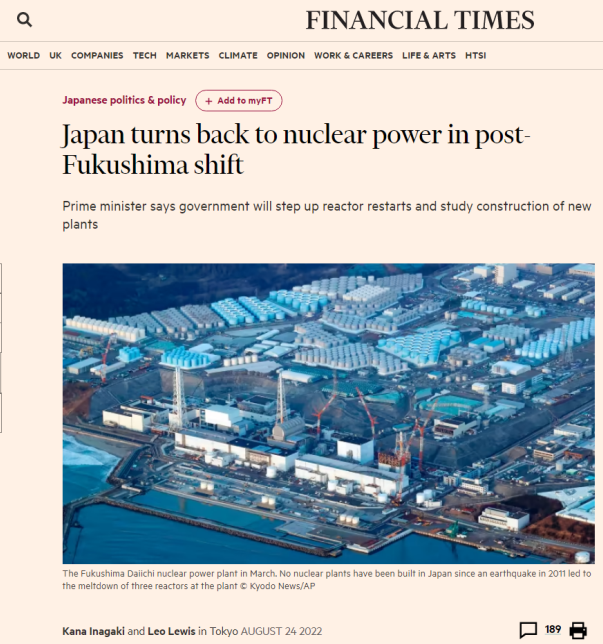 FINANCIAL TIMES
WORLD UK COMPANIES TECH MARKETS CLIMATE OPINION WORK & CAREERS LIFE & ARTS HTSI
Japanese politics & policy + Add to myFT
Japan turns back to nuclear power in post-
Fukushima shift
Prime minister says government will step up reactor restarts and study construction of new
plants
The Fukushima Daiichi nuclear power plant in March. No nuclear plants have been built in Japan since an earthquake in 2011 led to
the meltdown of three reactors at the plant © Kyodo News/AP
Kana Inagaki and Leo Lewis in Tokyo AUGUST 24 2022 189